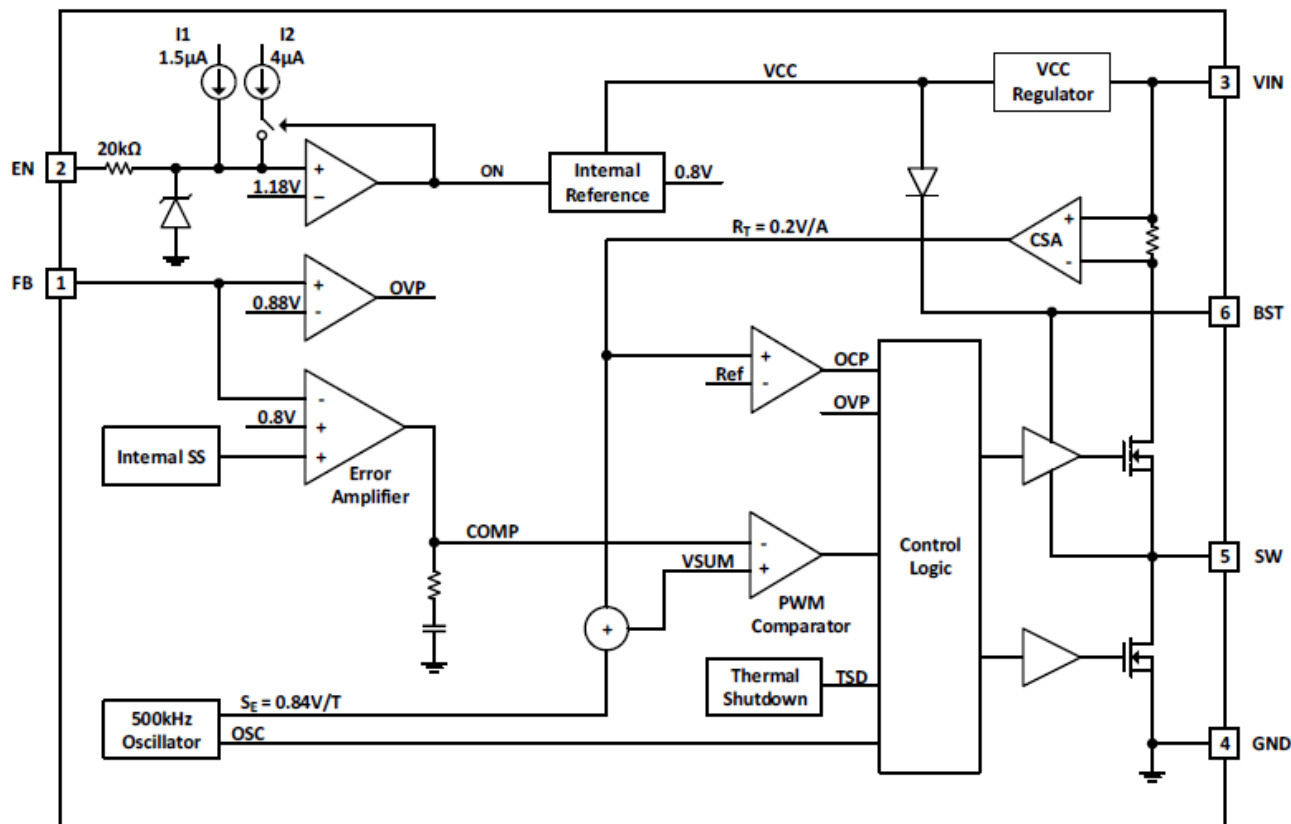 I1
1.5µA
I2
4µA
VCC
VCC
Regulator
3
VIN
EN
2
20kΩ
+
1.18V
−
ON
Internal
Reference
0.8V
R_T = 0.2V/A
CSA
+
-
FB
1
+
0.88V
-
OVP
6
BST
+
Ref
-
OCP
OVP
-
0.8V
+
+
Internal SS
Error
Amplifier
COMP
-
VSUM
+
PWM
Comparator
Control
Logic
5
SW
+
Thermal
Shutdown
TSD
S_E = 0.84V/T
500kHz
Oscillator
OSC
4
GND